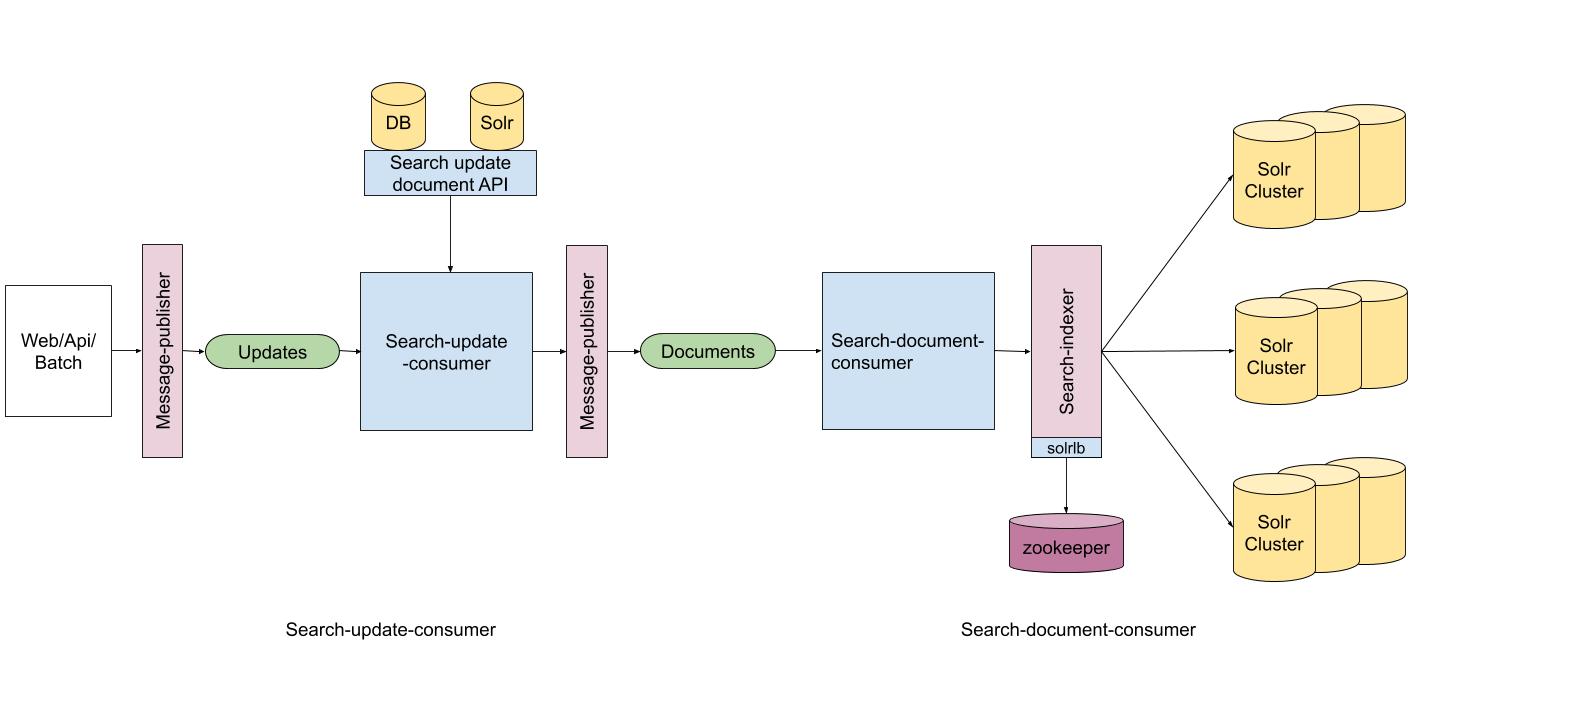 DB
Solr
Search update
document API
Web/Api/
Batch
Message-publisher
Updates
Search-update
-consumer
Message-publisher
Documents
Search-document-
consumer
Search-indexer
solrlb
zookeeper
Solr
Cluster
Solr
Cluster
Solr
Cluster
Search-update-consumer
Search-document-consumer